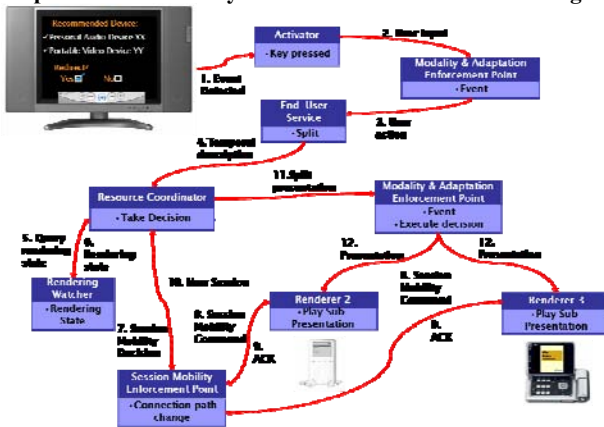 Recommended Device:
✓Personal Audio Device XX
✓Portable Video Device YY
Redirect?
Yes No
1. Event
Detected
Activator
-Key pressed
2. User Input
Modality & Adaptation
Enforcement Point
-Event
3. User
action
End User
Service
-Split
4. Temporal
description
Resource Coordinator
-Take Decision
11.Split
presentation
Modality & Adaptation
Enforcement Point
-Event
-Execute decision
5. Query
rendering
state
6.
Rendering
state
Rendering
Watcher
-Rendering
State
7. Session
Mobility
Decision
10. New Session
8. Session
Mobility
Command
9.
ACK
12.
Presentation
12.
Presentation
Renderer 2
-Play Sub
Presentation
8. Session
Mobility
Command
9.
ACK
Renderer 3
-Play Sub
Presentation
Session Mobility
Enforcement Point
-Connection path
change